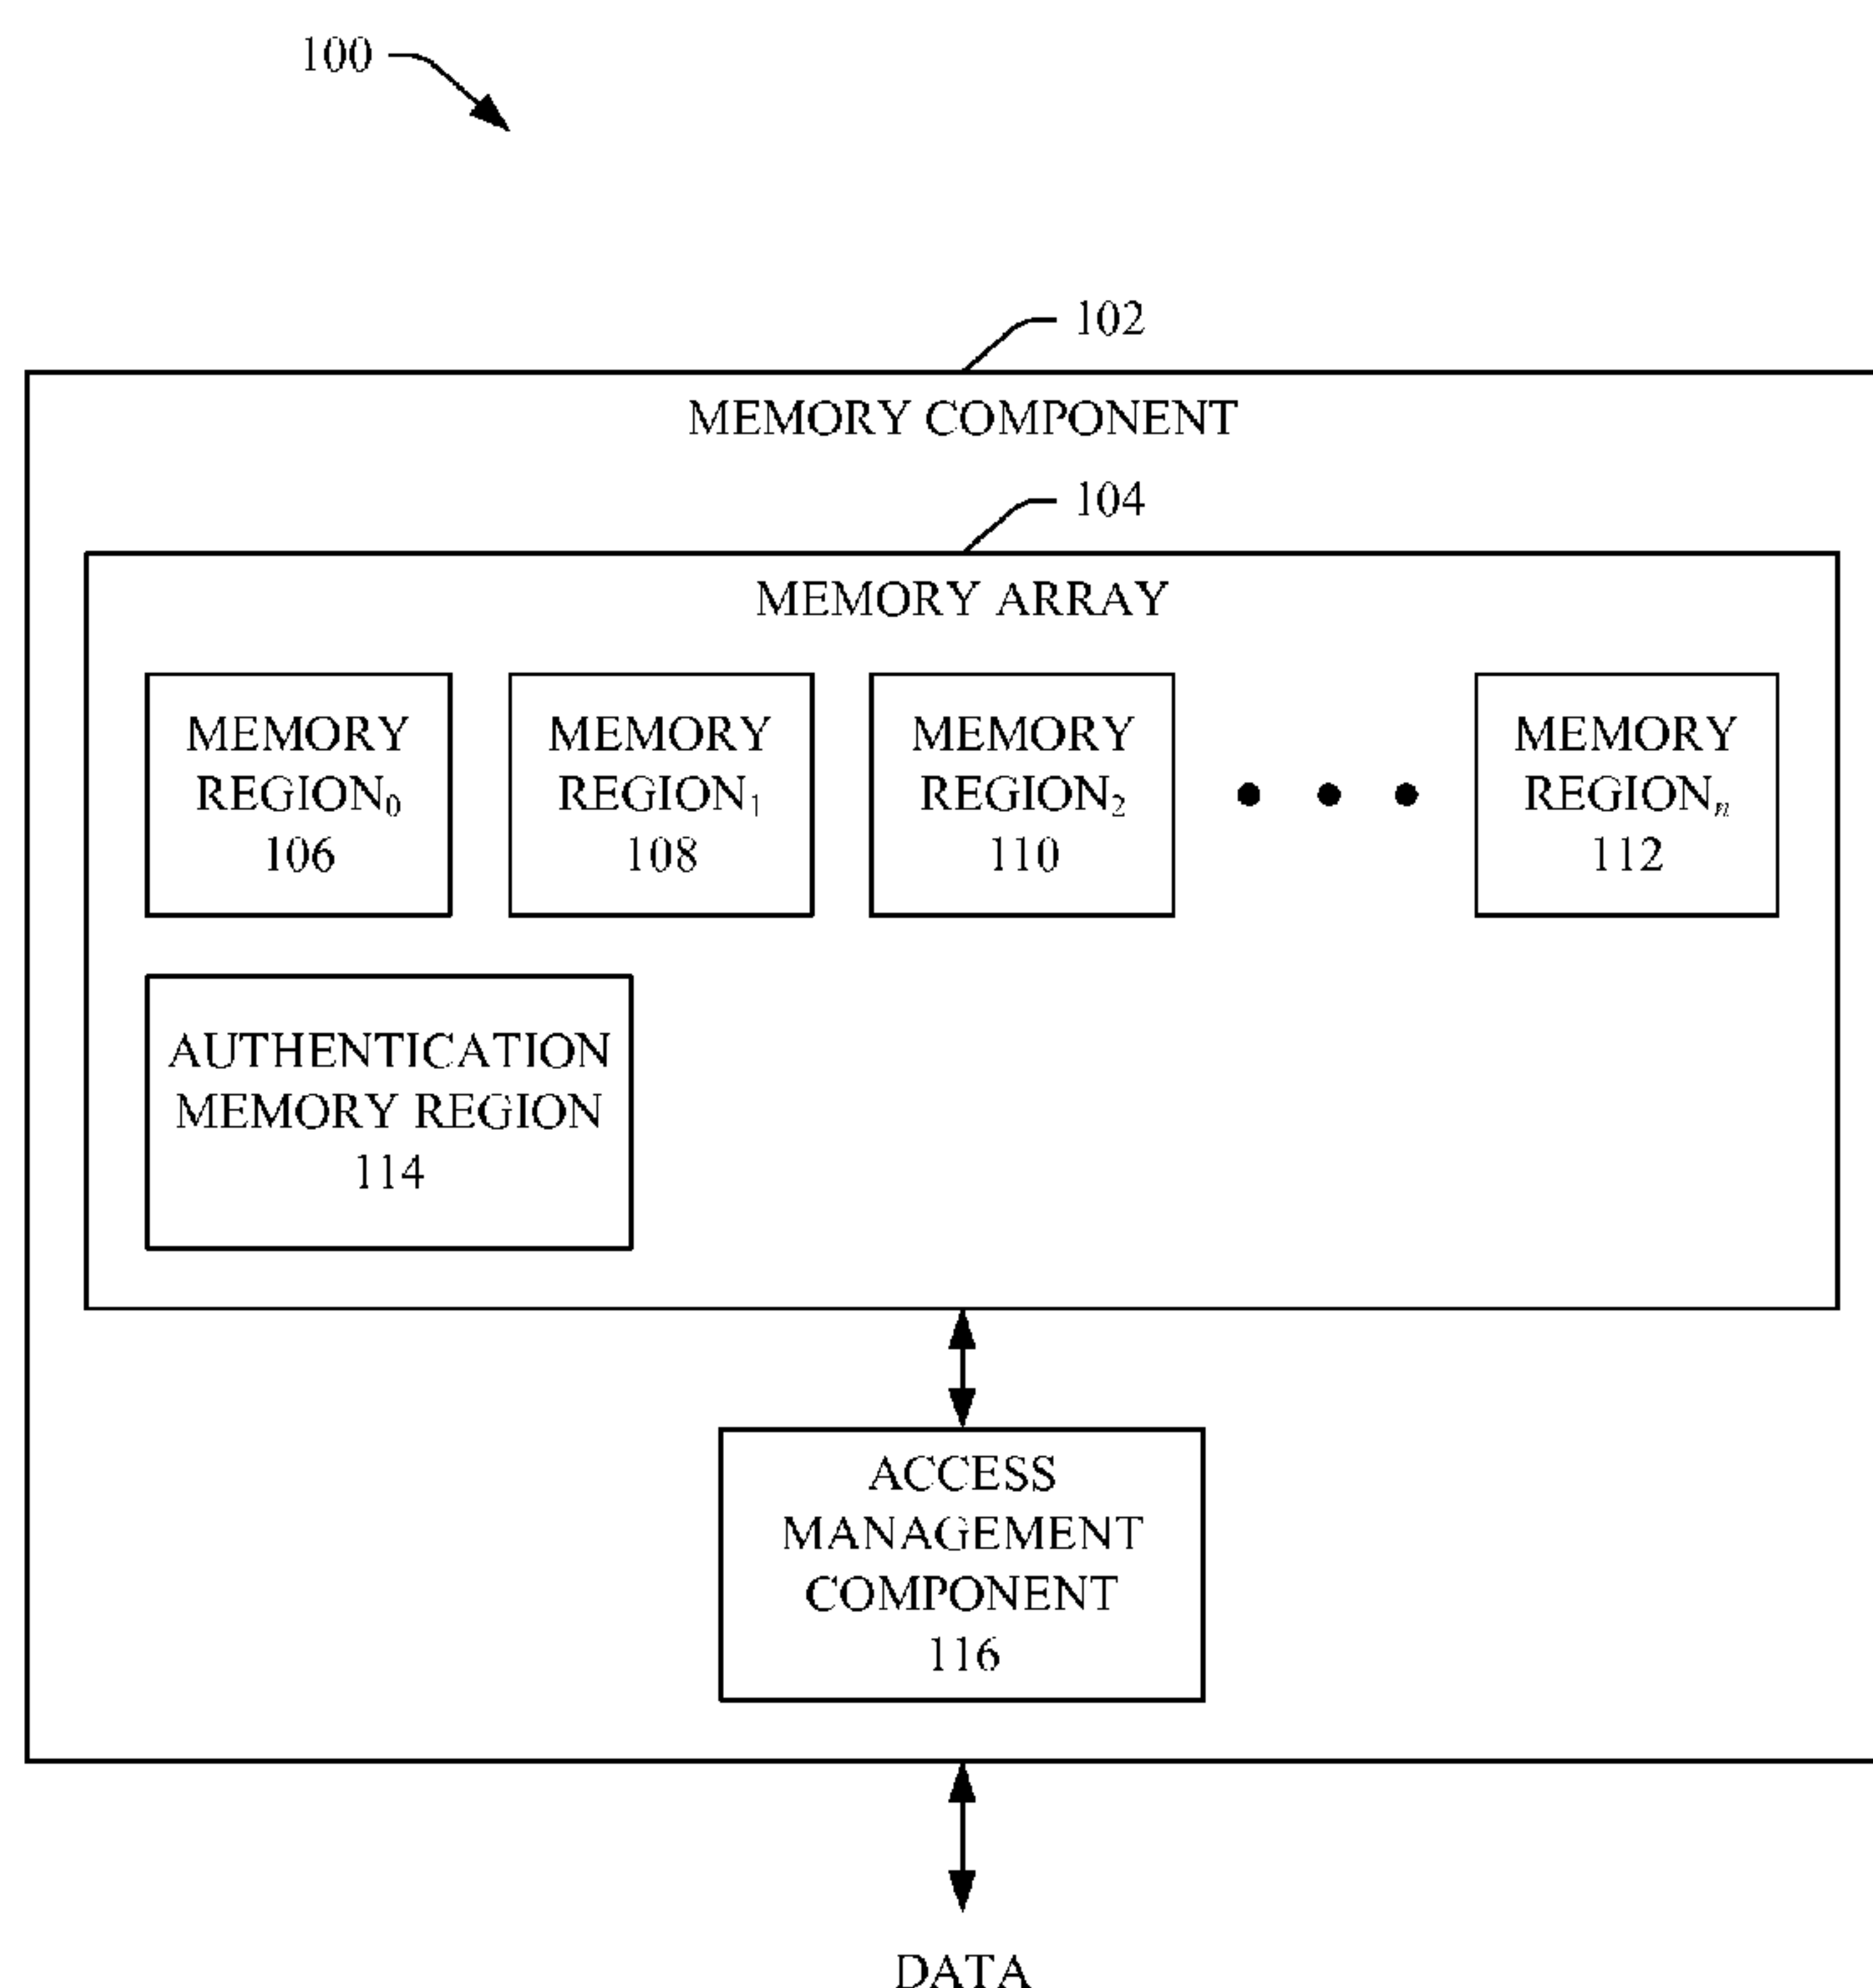 100
102
MEMORY COMPONENT
104
MEMORY ARRAY
MEMORY
REGION₀
106
MEMORY
REGION₁
108
MEMORY
REGION₂
110
MEMORY
REGIONₙ
112
AUTHENTICATION
MEMORY REGION
114
ACCESS
MANAGEMENT
COMPONENT
116
DATA